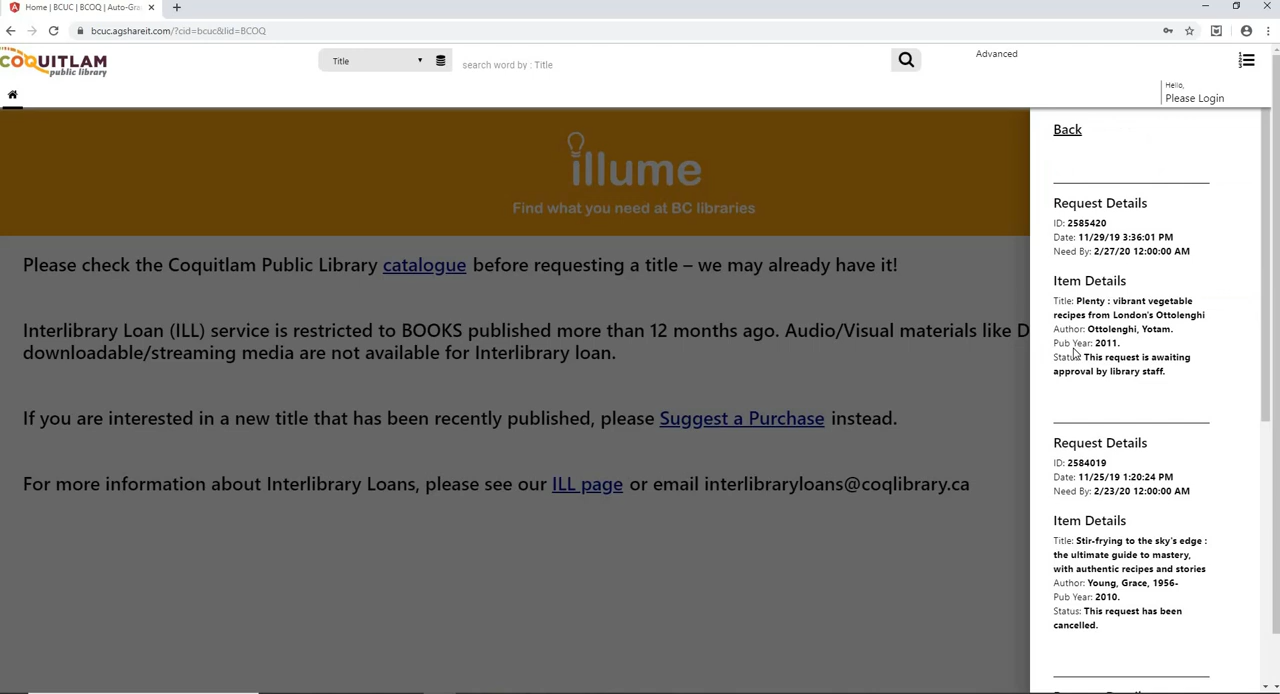 Home | BCUC | BCOQ | Auto-Gra
bcuc.agshareit.com/?cid=bcuc&lid=BCOQ
COQUITLAM
public library
Title
search word by : Title
Advanced
Hello,
Please Login
illume
Find what you need at BC libraries
Please check the Coquitlam Public Library catalogue before requesting a title – we may already have it!
Interlibrary Loan (ILL) service is restricted to BOOKS published more than 12 months ago. Audio/Visual materials like D
downloadable/streaming media are not available for Interlibrary loan.
If you are interested in a new title that has been recently published, please Suggest a Purchase instead.
For more information about Interlibrary Loans, please see our ILL page or email interlibraryloans@coqlibrary.ca
Back
Request Details
ID: 2585420
Date: 11/29/19 3:36:01 PM
Need By: 2/27/20 12:00:00 AM
Item Details
Title: Plenty : vibrant vegetable
recipes from London's Ottolenghi
Author: Ottolenghi, Yotam.
Pub Year: 2011.
Status: This request is awaiting
approval by library staff.
Request Details
ID: 2584019
Date: 11/25/19 1:20:24 PM
Need By: 2/23/20 12:00:00 AM
Item Details
Title: Stir-frying to the sky's edge :
the ultimate guide to mastery,
with authentic recipes and stories
Author: Young, Grace, 1956-
Pub Year: 2010.
Status: This request has been
cancelled.